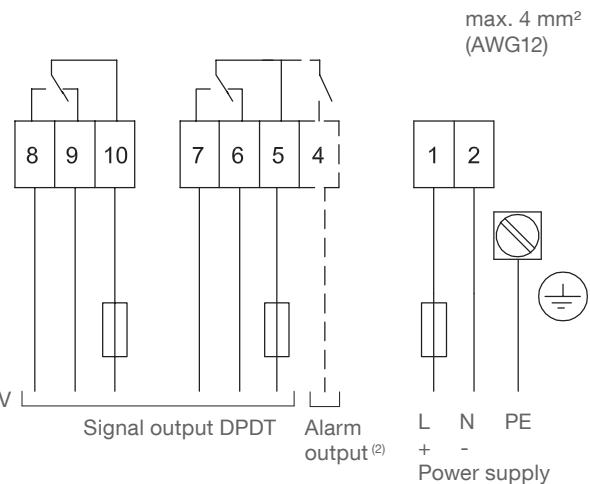 max. 4 mm²
(AWG12)
8 9 10 7 6 5 4 1 2
V
Signal output DPDT
Alarm
output (2)
L N PE
+ -
Power supply